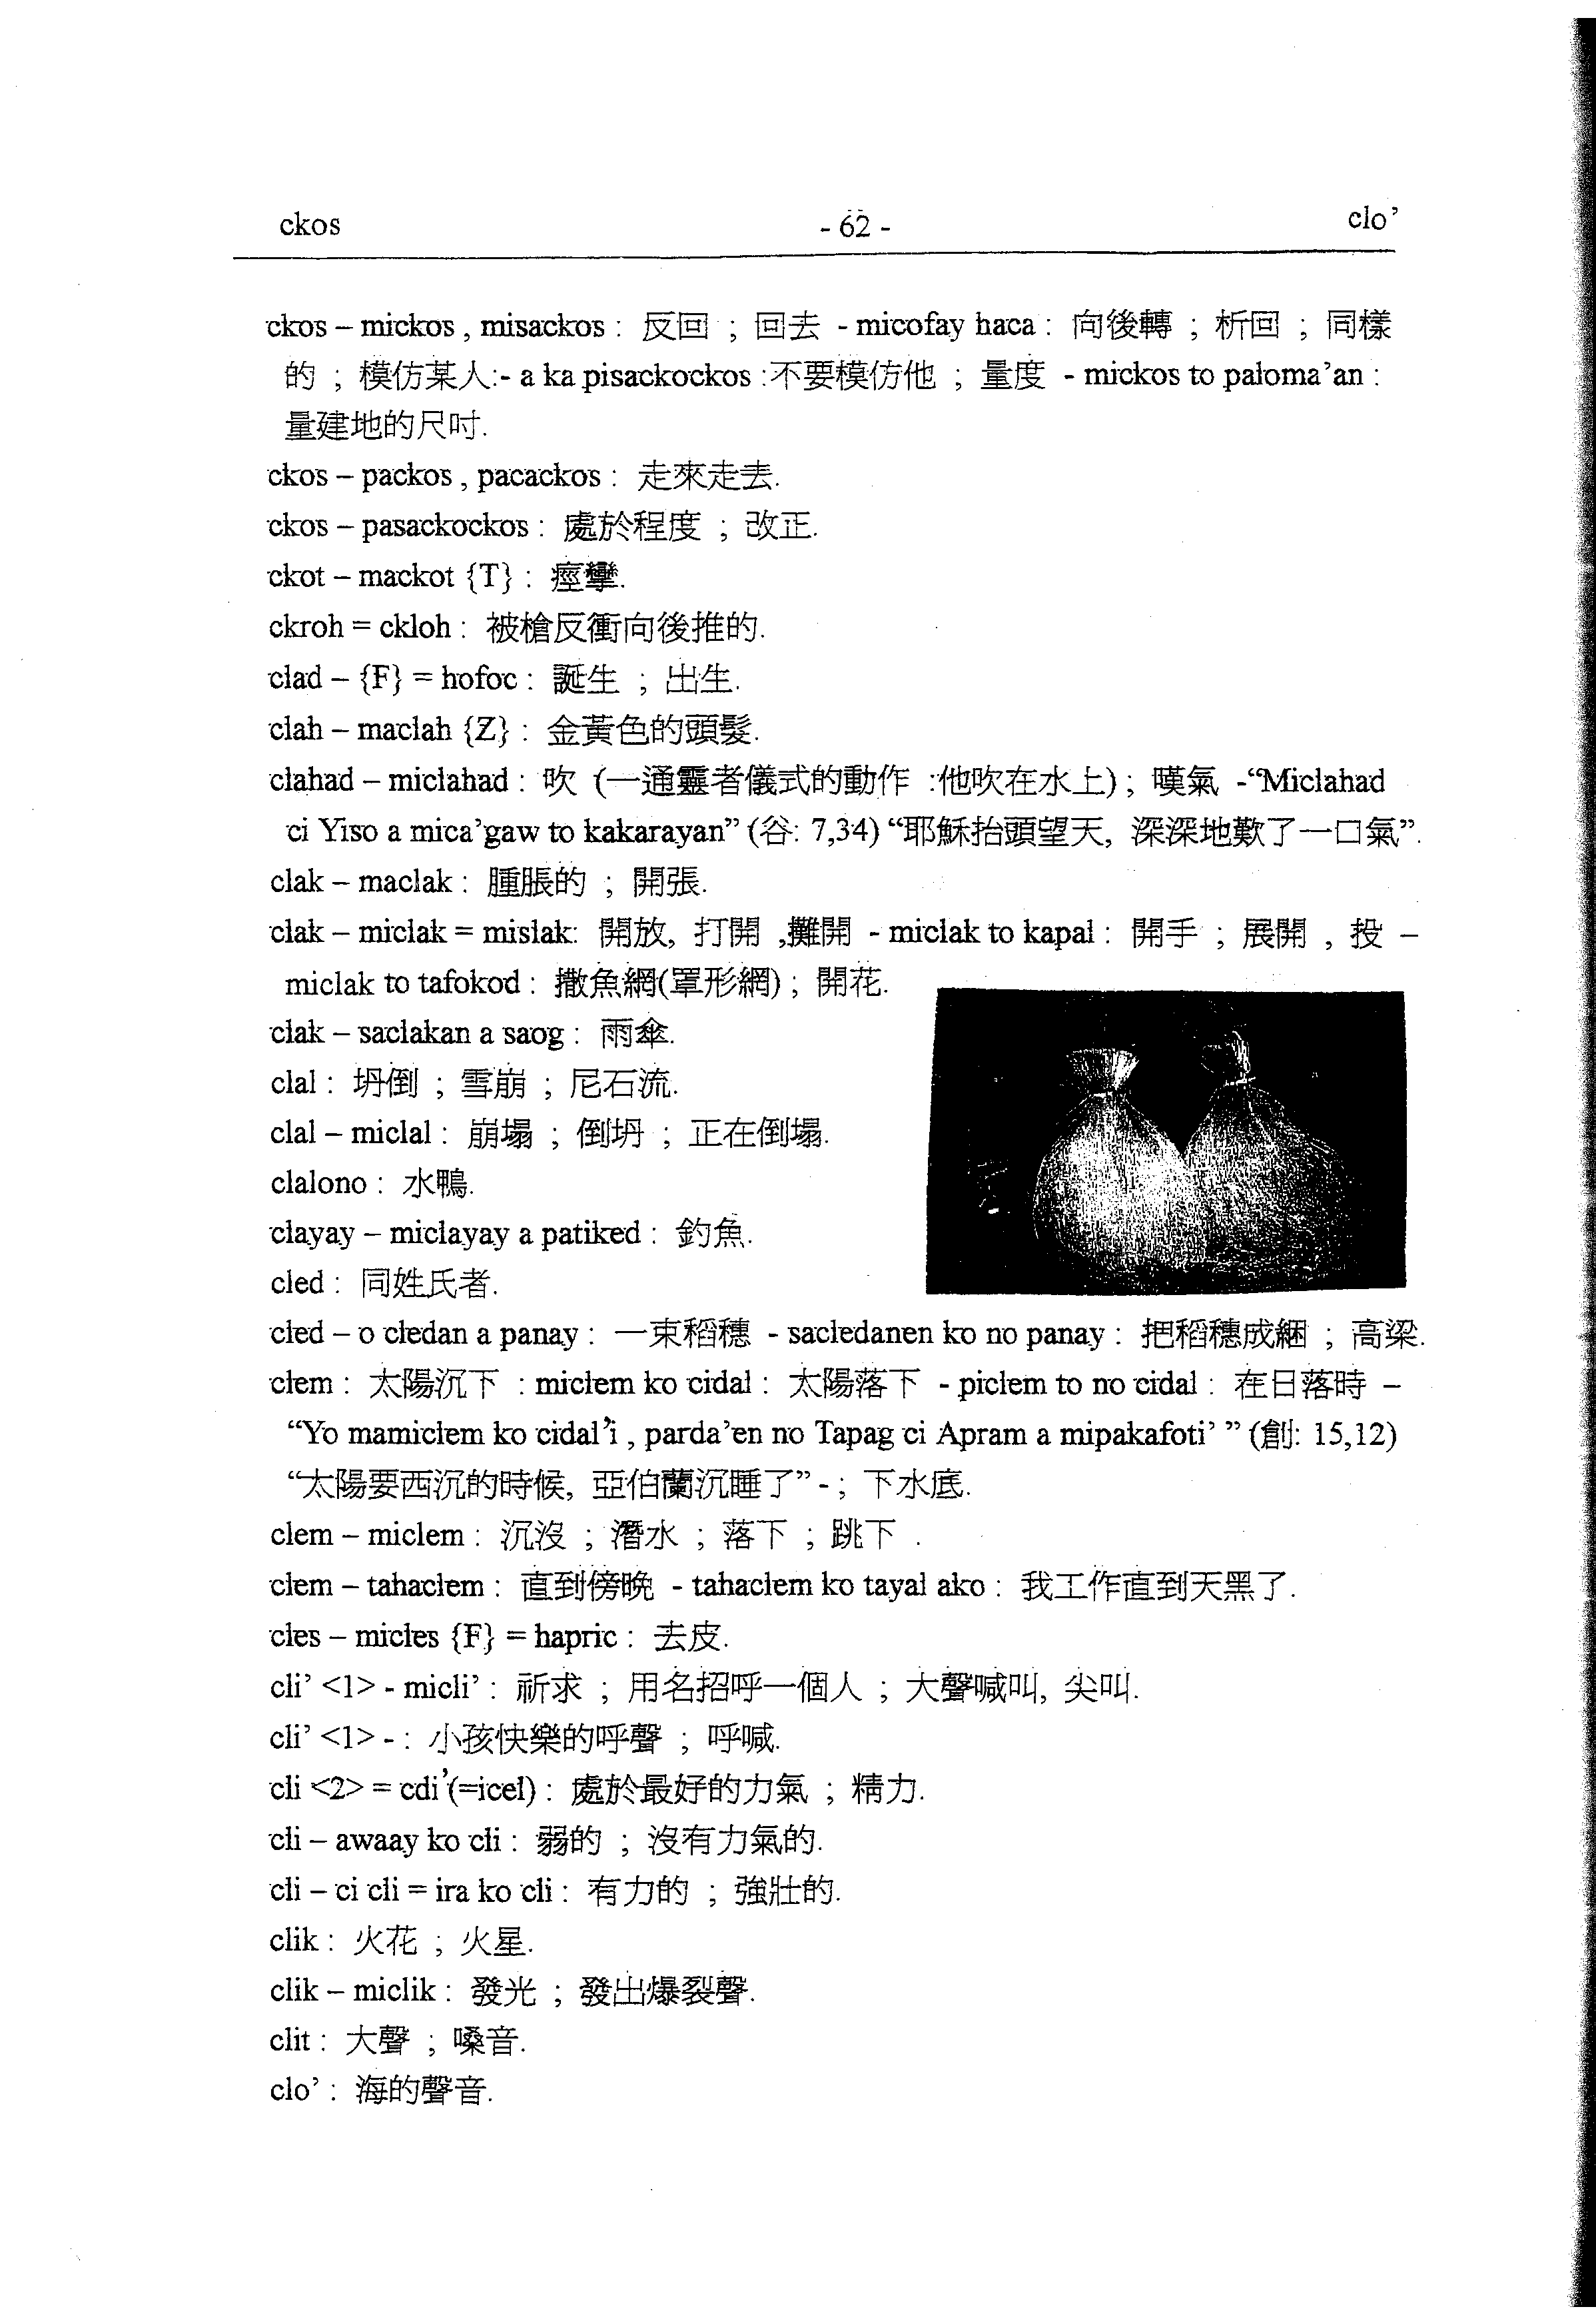 ckos - 62 - clo’
ckos – mickos , misackos : 反回 ; 回去 - micofay haca : 向後轉 ; 析回 ; 同樣
的 ; 模仿某人:- a ka pisackockos :不要模仿他 ; 量度 - mickos to paloma’an :
量建地的尺吋.
ckos – packos , pacackos : 走來走去.
ckos – pasackockos : 處於程度 ; 改正.
ckot – mackot {T} : 痙攣.
ckroh = ckloh : 被槍反衝向後推的.
clad – {F} = hofoc : 誕生 ; 出生.
clah – maclah {Z} : 金黃色的頭髮.
clahad – miclahad : 吹 (一通靈者儀式的動作 :他吹在水上) ; 嘆氣 -“Miclahad
ci Yiso a mica’gaw to kakarayan” (谷: 7,34) “耶穌抬頭望天, 深深地歎了一口氣”.
clak – maclak : 腫脹的 ; 開張.
clak – miclak = mislak: 開放, 打開 ,攤開 - miclak to kapal : 開手 ; 展開 , 投 –
miclak to tafokod : 撒魚網(罩形網) ; 開花.
clak – saclakan a saog : 雨傘.
clal : 坍倒 ; 雪崩 ; 尼石流.
clal – miclal : 崩塌 ; 倒坍 ; 正在倒塌.
clalono : 水鴨.
clayay – miclayay a patiked : 釣魚.
cled : 同姓氏者.
cled – o cledan a panay : 一束稻穗 - sacledanen ko no panay : 把稻穗成綑 ; 高梁.
clem : 太陽沉下 : miclem ko cidal : 太陽落下 - piclem to no cidal : 在日落時 –
“Yo mamiclem ko cidal’i , parda’en no Tapag ci Apram a mipakafoti’ ” (創: 15,12)
“太陽要西沉的時候, 亞伯蘭沉睡了” - ; 下水底.
clem – miclem : 沉沒 ; 潛水 ; 落下 ; 跳下 .
clem – tahaclem : 直到傍晚 - tahaclem ko tayal ako : 我工作直到天黑了.
cles – micles {F} = hapric : 去皮.
cli’ <1> - micli’ : 祈求 ; 用名招呼一個人 ; 大聲喊叫, 尖叫.
cli’ <1> - : 小孩快樂的呼聲 ; 呼喊.
cli <2> = cdi’(=icel) : 處於最好的力氣 ; 精力.
cli – awaay ko cli : 弱的 ; 沒有力氣的.
cli – ci cli = ira ko cli : 有力的 ; 強壯的.
clik : 火花 ; 火星.
clik – miclik : 發光 ; 發出爆裂聲.
clit : 大聲 ; 嗓音.
clo’ : 海的聲音.